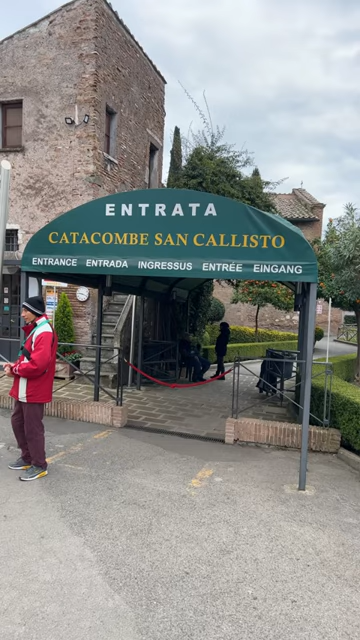 ENTRATA
CATACOMBE SAN CALLISTO
ENTRANCE ENTRADA INGRESSUS ENTRÉE EINGANG